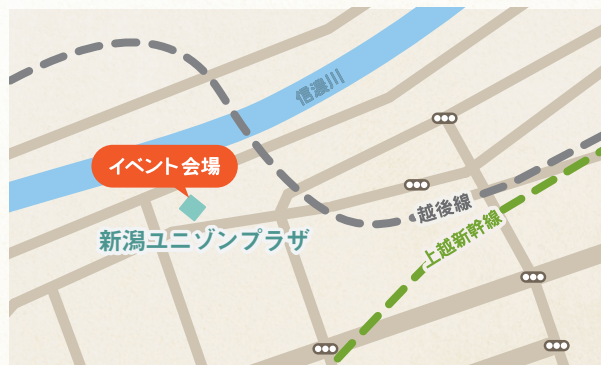 信濃川
イベント会場
新潟ユニゾンプラザ
越後線
上越新幹線